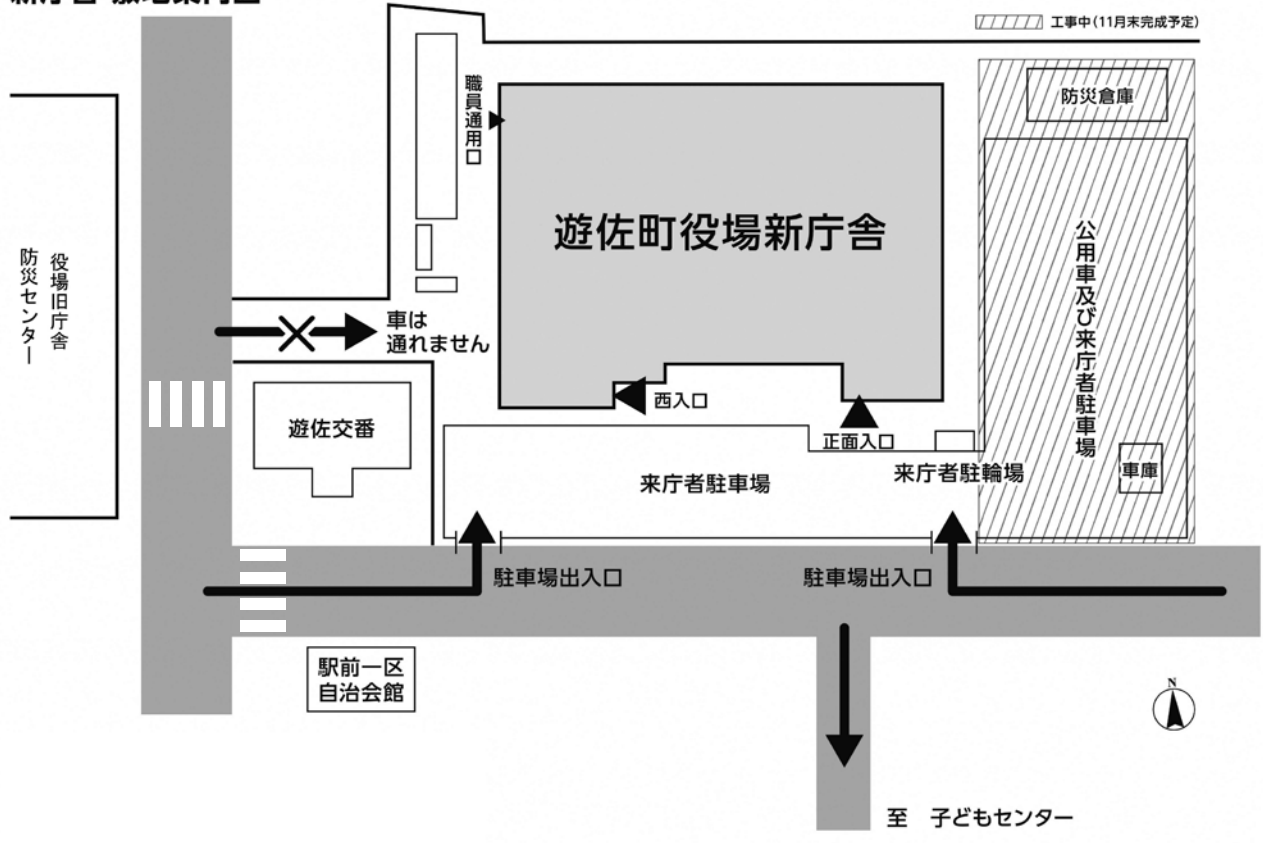 工事中(11月末完成予定)
防災倉庫
職員通用口
遊佐町役場新庁舎
公用車及び来庁者駐車場
役場旧庁舎
防災センター
車は
通れません
西入口
正面入口
遊佐交番
来庁者駐車場
来庁者駐輪場
車庫
駐車場出入口
駐車場出入口
駅前一区
自治会館
N
至　子どもセンター